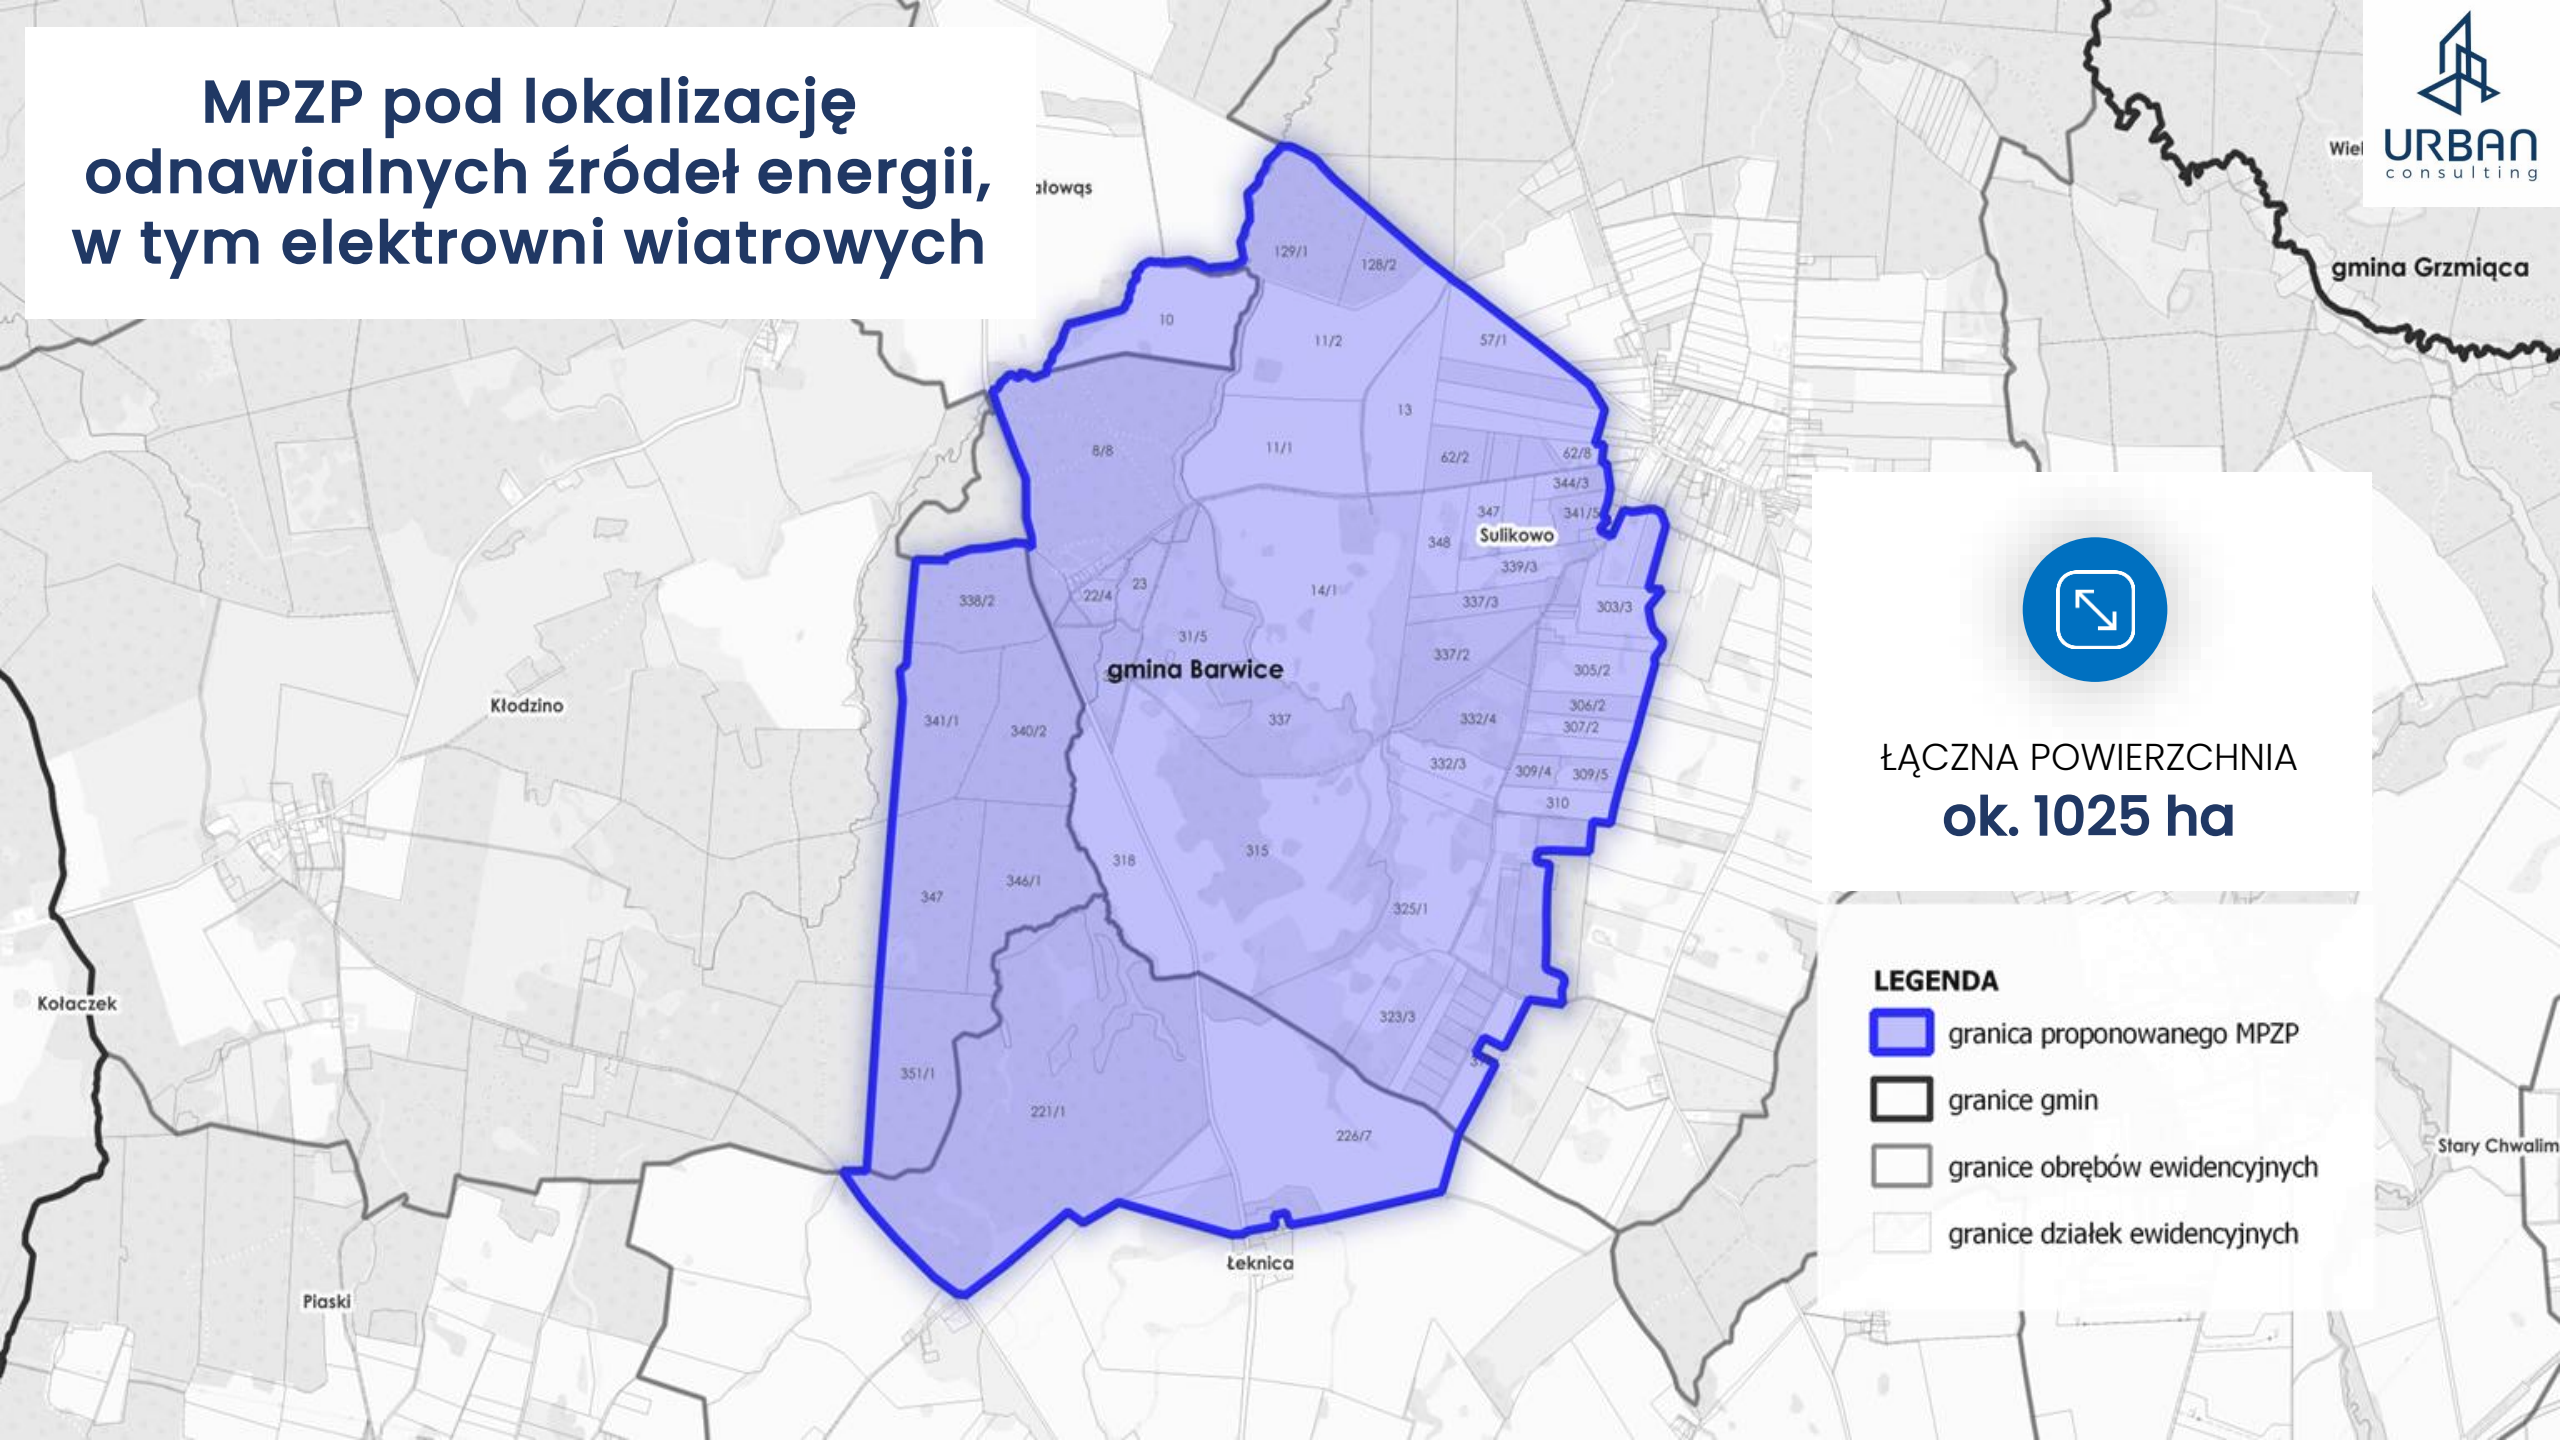 MPZP pod lokalizację
odnawialnych źródeł energii,
w tym elektrowni wiatrowych
URBAN
consulting
gmina Grzmiąca
129/1
128/2
10
11/2
57/1
13
8/8
11/1
62/2
62/8
344/3
347
341/5
Sulikowo
348
339/3
14/1
23
22/4
338/2
337/3
303/3
31/5
337/2
gmina Barwice
305/2
306/2
307/2
341/1
340/2
337
332/4
332/3
309/4
309/5
310
Kłodzino
318
315
347
346/1
325/1
Kołaczek
323/3
351/1
221/1
226/7
Łeknica
Piaski
Stary Chwalim
ŁĄCZNA POWIERZCHNIA
ok. 1025 ha
LEGENDA
granica proponowanego MPZP
granice gmin
granice obrębów ewidencyjnych
granice działek ewidencyjnych